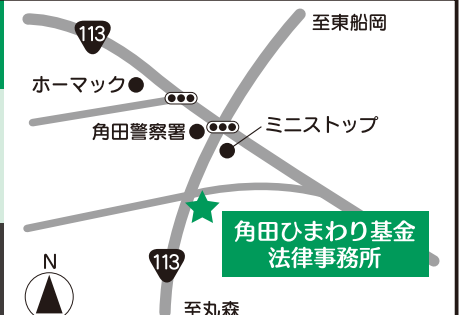 113
至東船岡
ホーマック
角田警察署
ミニストップ
角田ひまわり基金
法律事務所
N
113
至丸森